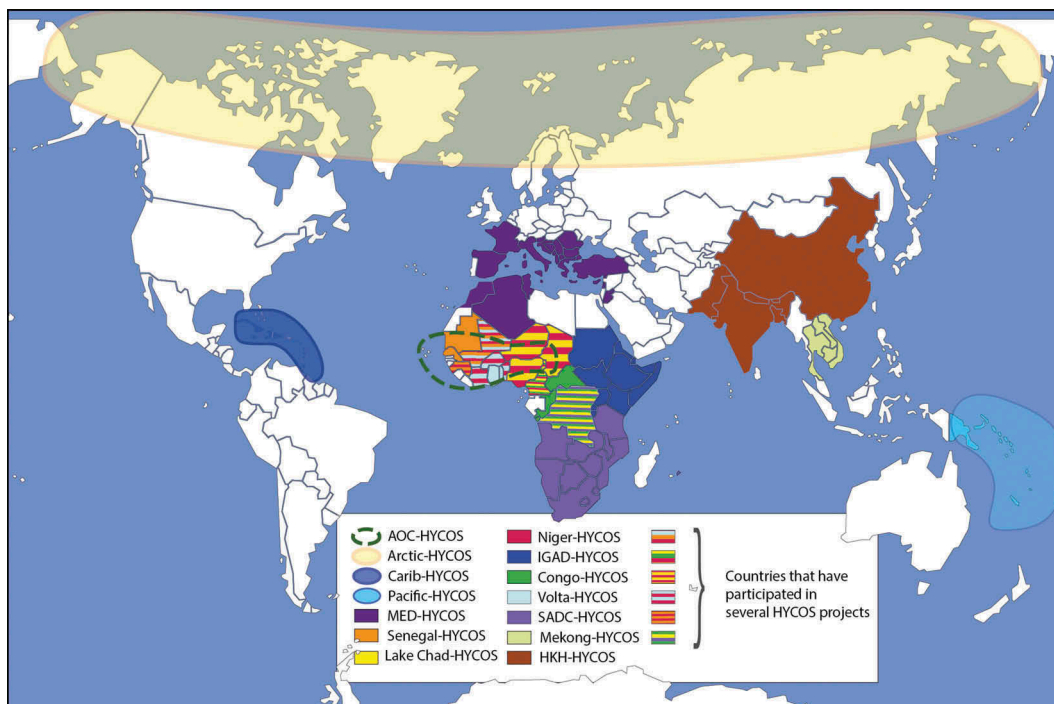 AOC-HYCOS
Arctic-HYCOS
Carib-HYCOS
Pacific-HYCOS
MED-HYCOS
Senegal-HYCOS
Lake Chad-HYCOS
Niger-HYCOS
IGAD-HYCOS
Congo-HYCOS
Volta-HYCOS
SADC-HYCOS
Mekong-HYCOS
HKH-HYCOS
Countries that have
participated in
several HYCOS projects